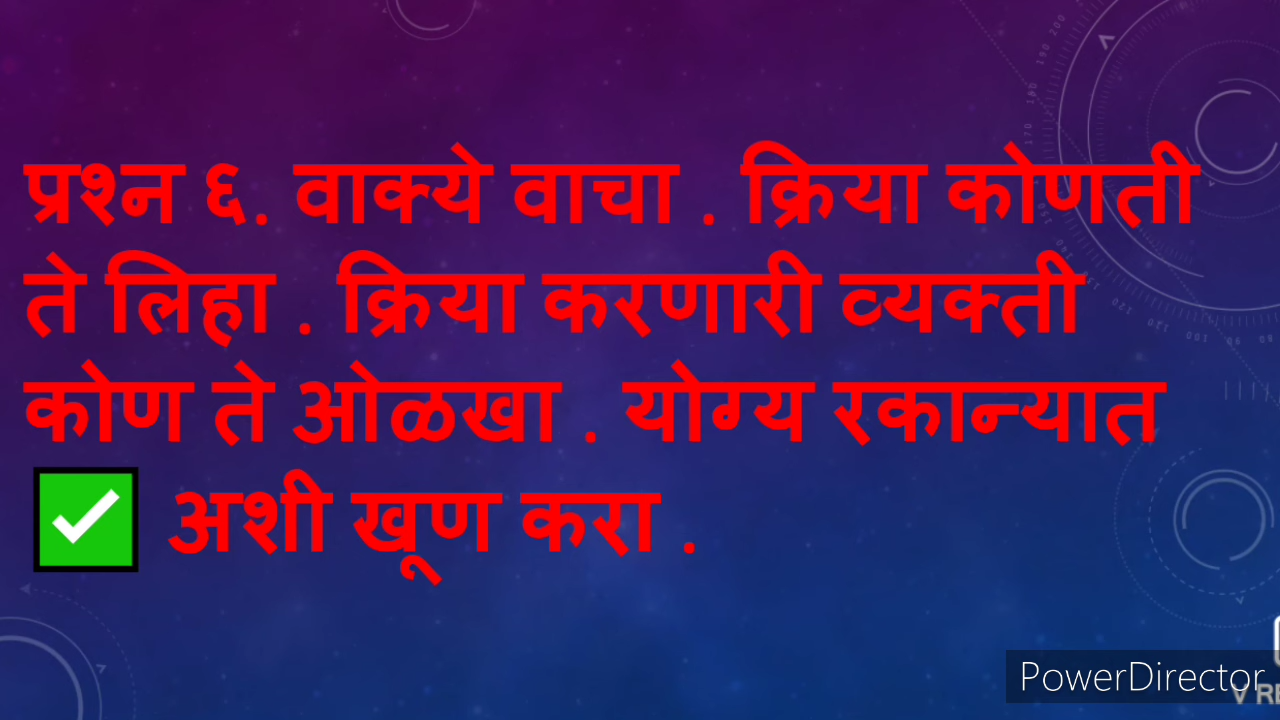 प्रश्न ६. वाक्ये वाचा . क्रिया कोणती
ते लिहा . क्रिया करणारी व्यक्ती
कोण ते ओळखा . योग्य रकान्यात
✅ अशी खूण करा .
PowerDirector